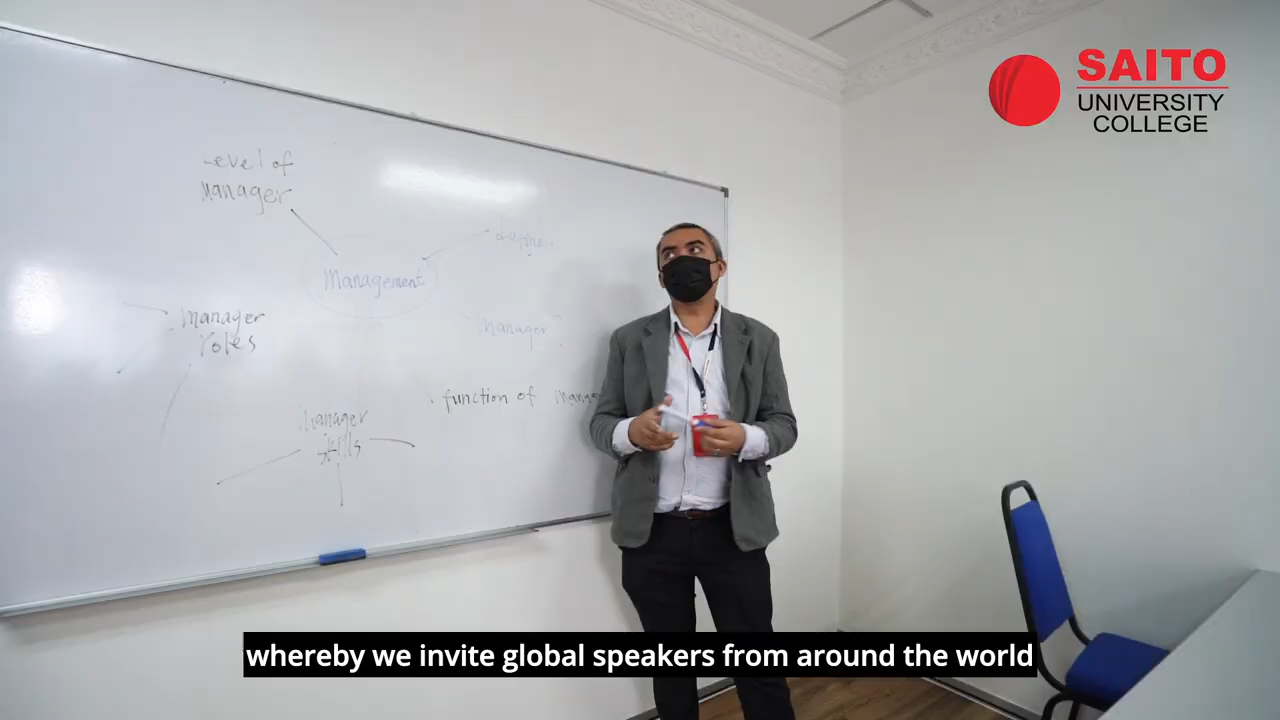 SAITO
UNIVERSITY
COLLEGE
Level of
Manager
Management
Manager
manager
roles
function of
Manager
skills
whereby we invite global speakers from around the world